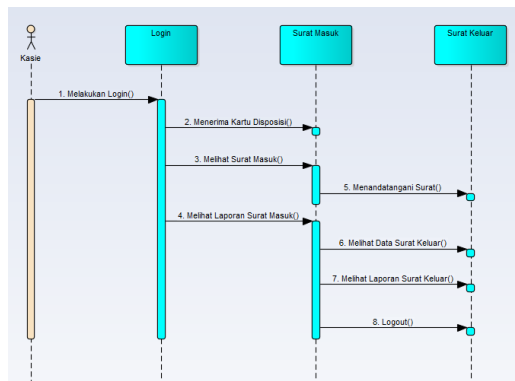 Login
Surat Masuk
Surat Keluar
Kasie
1. Melakukan Login()
2. Menerima Kartu Disposisi()
3. Melihat Surat Masuk()
5. Menandatangani Surat()
4. Melihat Laporan Surat Masuk()
6. Melihat Data Surat Keluar()
7. Melihat Laporan Surat Keluar()
8. Logout()